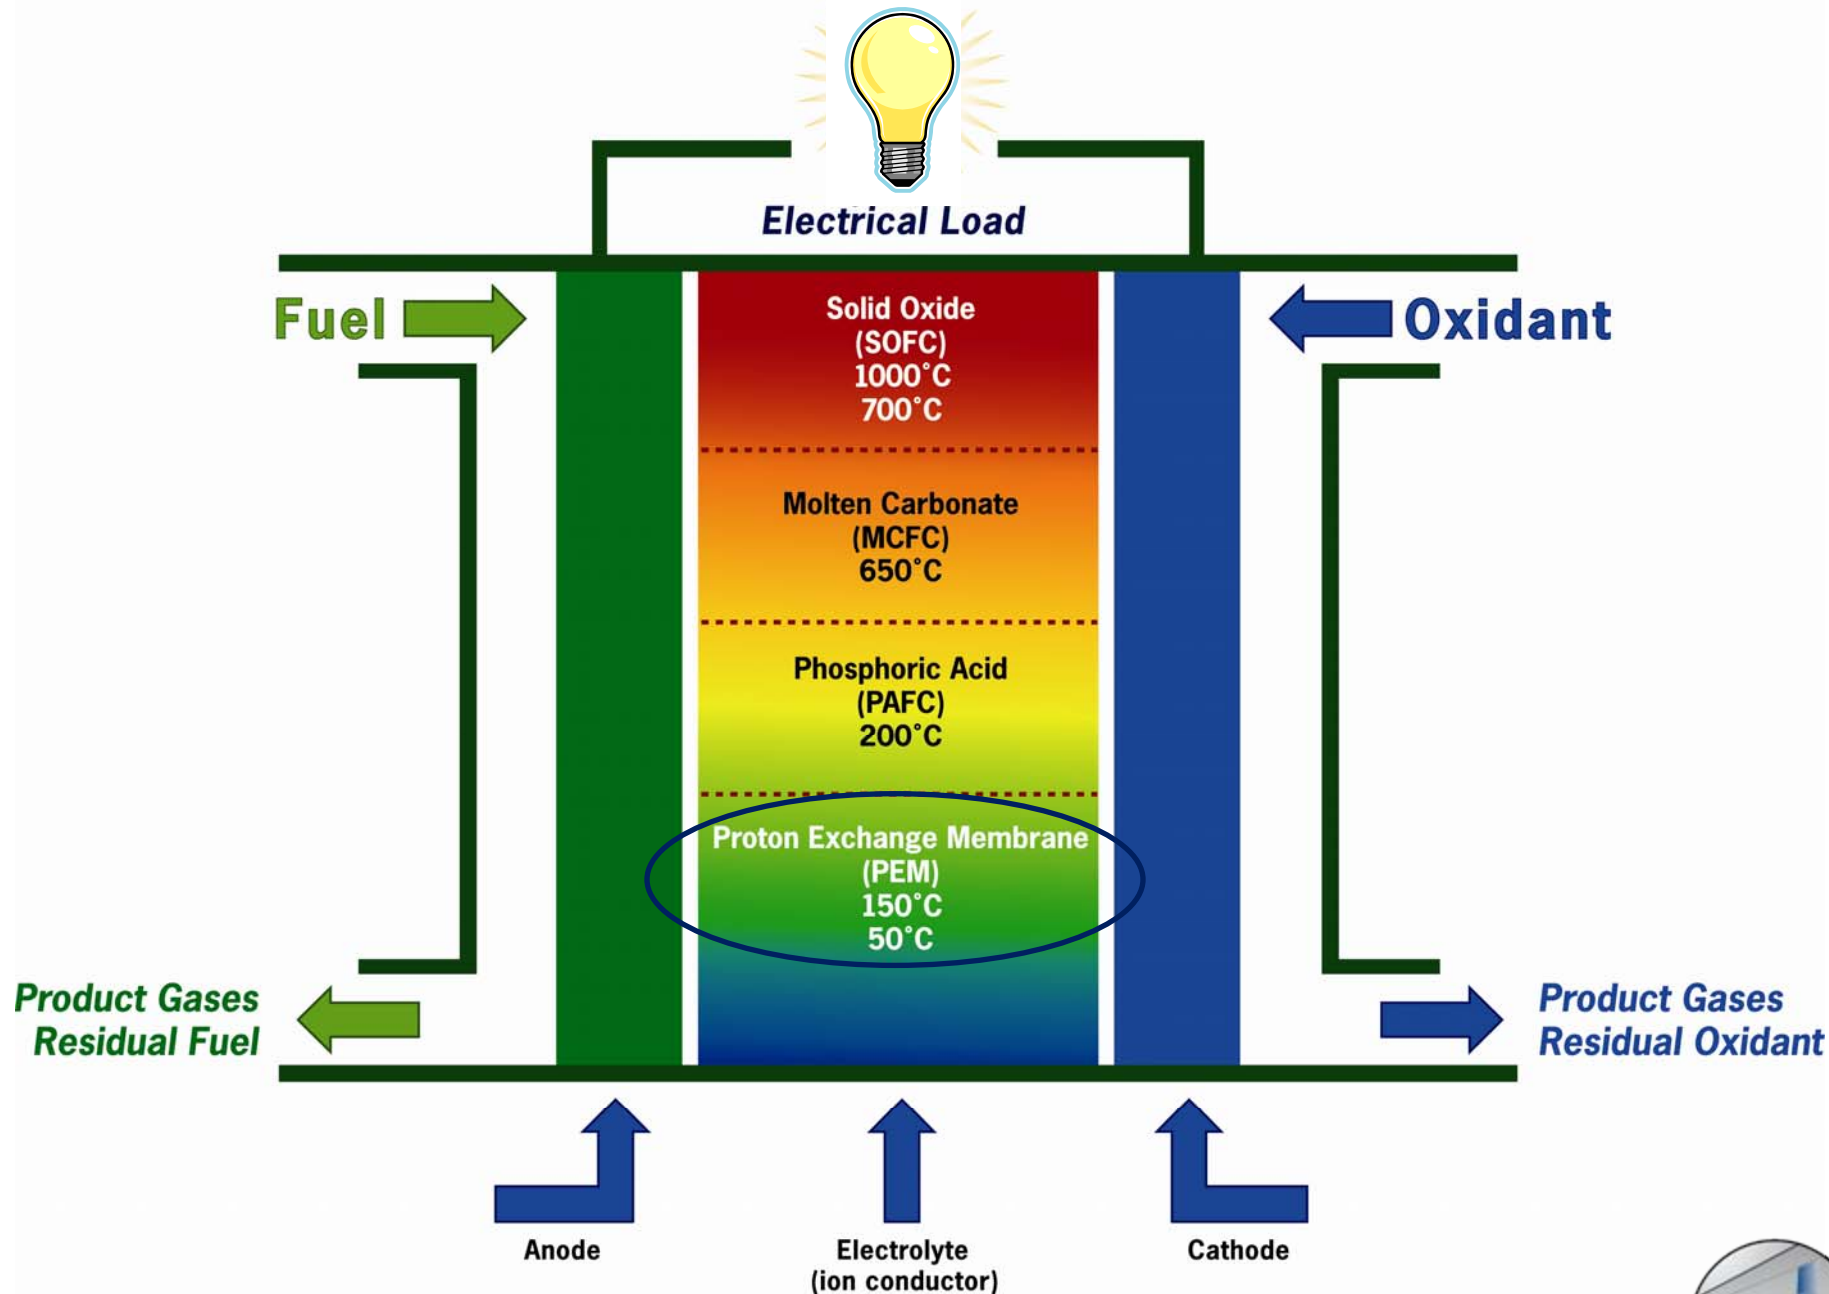 Electrical Load
Fuel
Oxidant
Solid Oxide
(SOFC)
1000˚C
700˚C
Molten Carbonate
(MCFC)
650˚C
Phosphoric Acid
(PAFC)
200˚C
Proton Exchange Membrane
(PEM)
150˚C
50˚C
Product Gases
Residual Fuel
Product Gases
Residual Oxidant
Anode
Electrolyte
(ion conductor)
Cathode